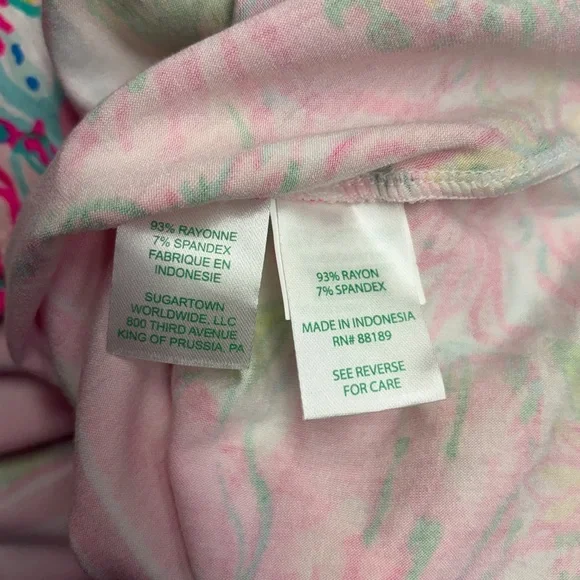 93% RAYONNE
7% SPANDEX
FABRIQUE EN
INDONESIE
SUGARTOWN
WORLDWIDE, LLC
800 THIRD AVENUE
KING OF PRUSSIA, PA
93% RAYON
7% SPANDEX
MADE IN INDONESIA
RN# 88189
SEE REVERSE
FOR CARE